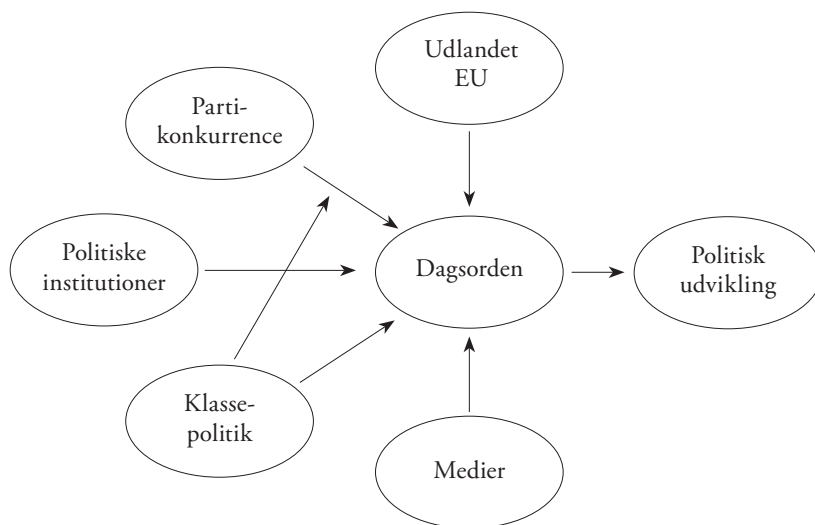 Udlandet
EU
Parti-
konkurrence
Politiske
institutioner
Dagsorden
Politisk
udvikling
Klasse-
politik
Medier